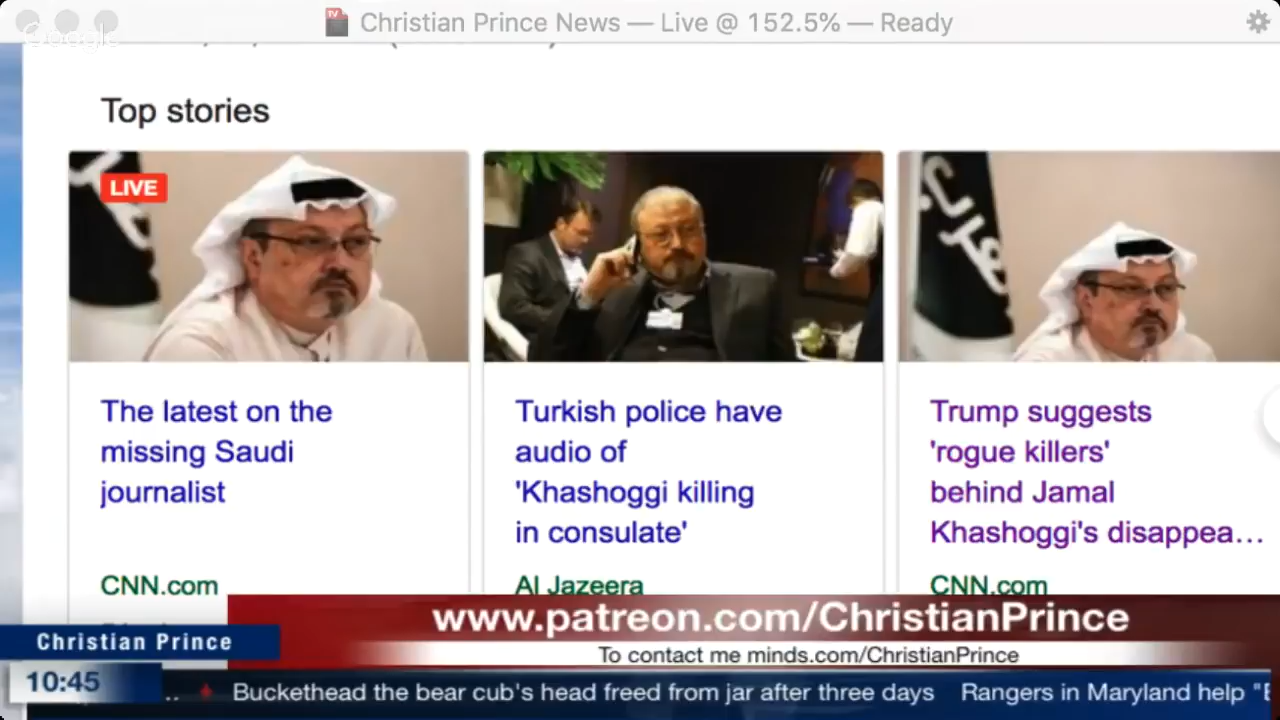 Christian Prince News — Live @ 152.5% — Ready
Google
Top stories
LIVE
The latest on the
missing Saudi
journalist
CNN.com
Turkish police have
audio of
'Khashoggi killing
in consulate'
Al Jazeera
Trump suggests
'rogue killers'
behind Jamal
Khashoggi's disappea...
CNN.com
www.patreon.com/ChristianPrince
Christian Prince
To contact me minds.com/ChristianPrince
10:45
.. Buckethead the bear cub's head freed from jar after three days Rangers in Maryland help "